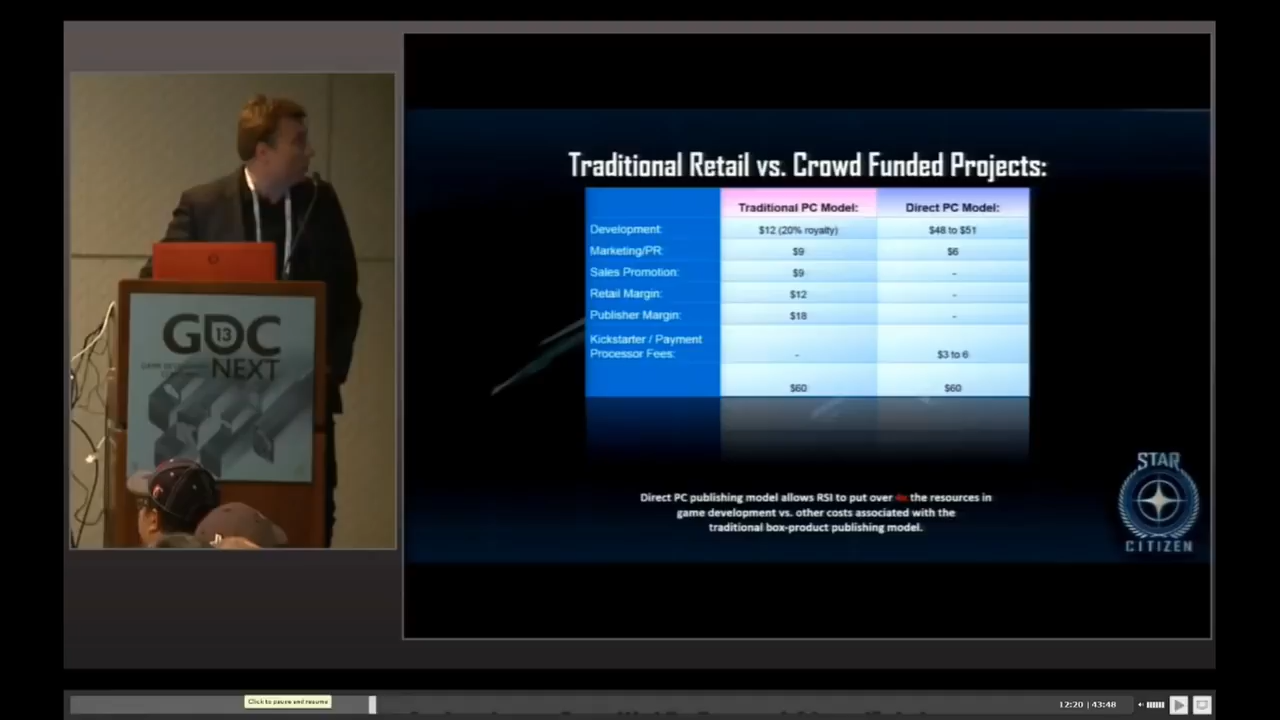 GDC
13
NEXT
Traditional Retail vs. Crowd Funded Projects:
Traditional PC Model: Direct PC Model:
Development: $12 (20% royalty) $48 to $51
Marketing/PR: $9 $6
Sales Promotion: $9 -
Retail Margin: $12 -
Publisher Margin: $18 -
Kickstarter / Payment
Processor Fees: - $3 to 6
$60 $60
Direct PC publishing model allows RSI to put over 4x the resources in
game development vs. other costs associated with the
traditional box-product publishing model.
STAR
CITIZEN
Click to pause and resume
12:20 | 43:48